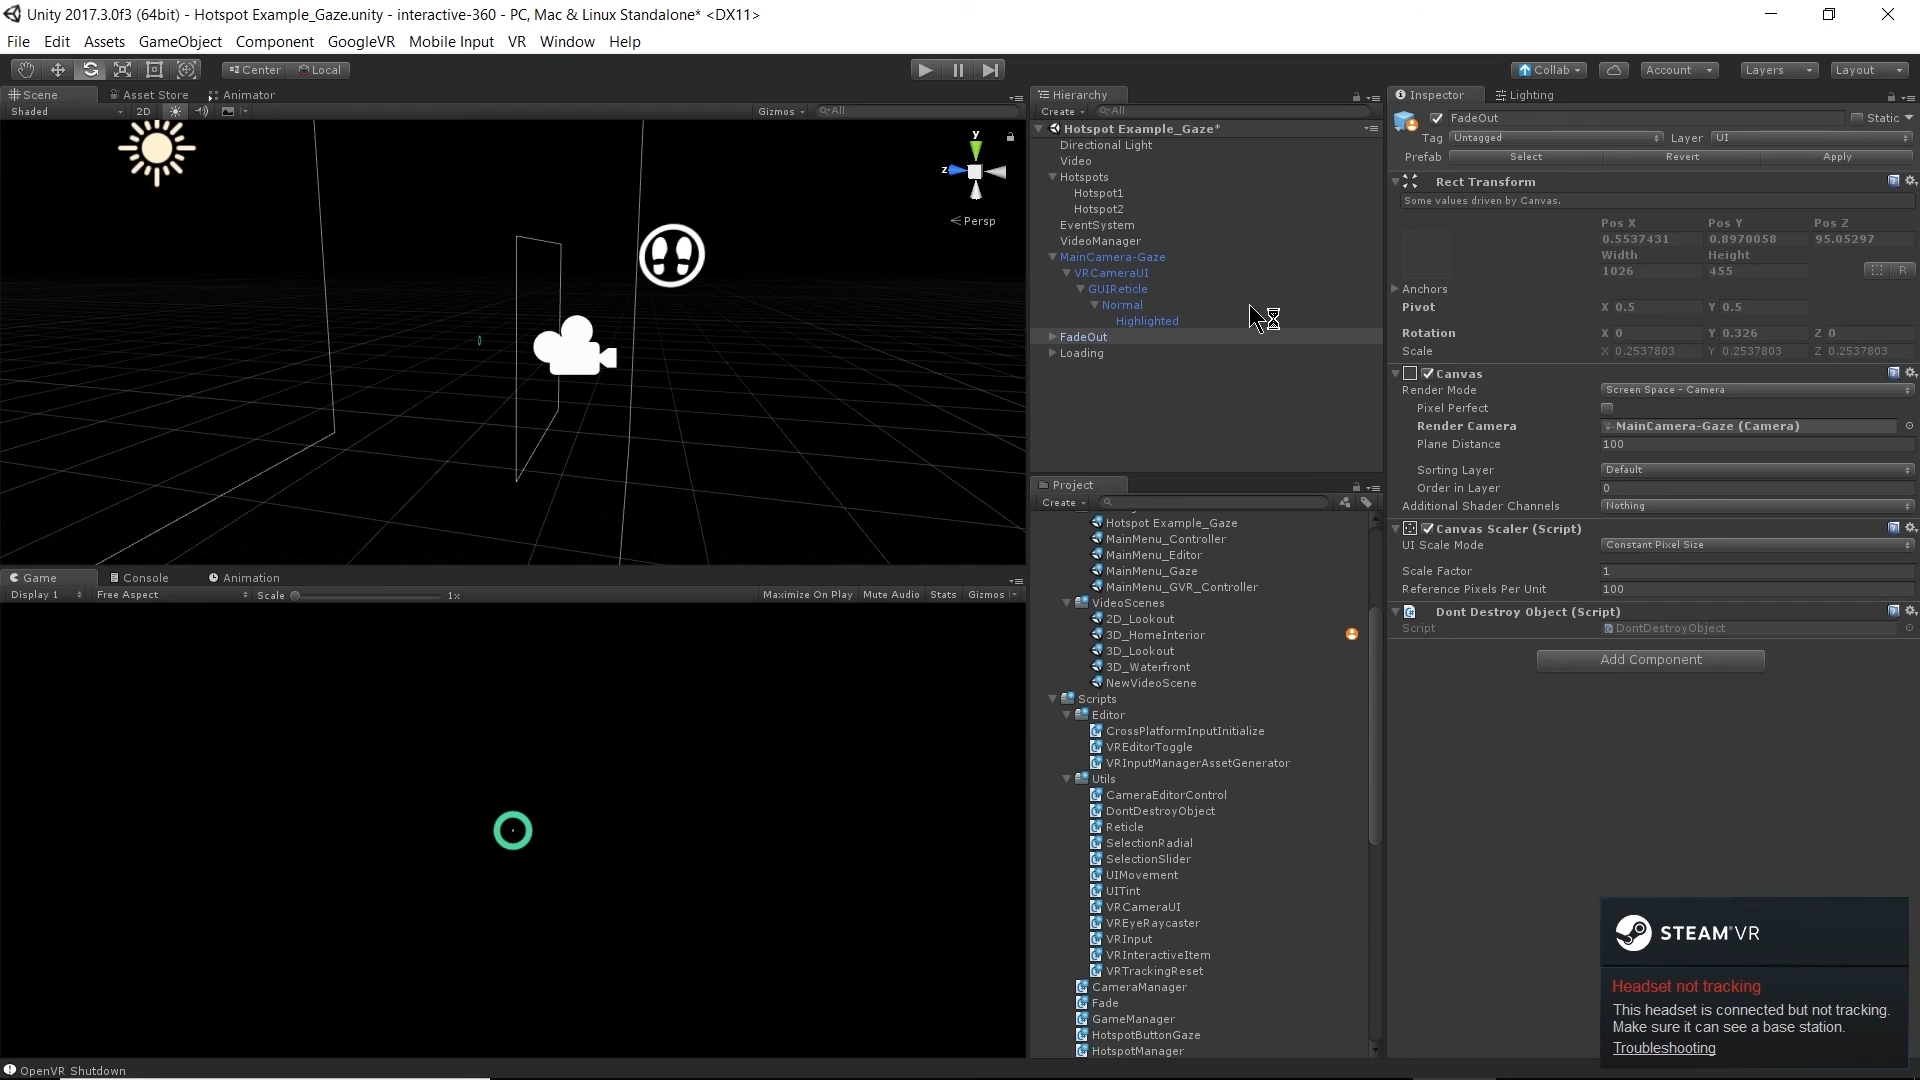 Unity 2017.3.0f3 (64bit) - Hotspot Example_Gaze.unity - interactive-360 - PC, Mac & Linux Standalone* <DX11>
File Edit Assets GameObject Component GoogleVR Mobile Input VR Window Help
Center Local
Collab Account Layers Layout
Scene Asset Store Animator
Shaded 2D Gizmos All
y
z
Persp
Hierarchy
Create All
Hotspot Example_Gaze*
Directional Light
Video
Hotspots
Hotspot1
Hotspot2
EventSystem
VideoManager
MainCamera-Gaze
VRCameraUI
GUIReticle
Normal
Highlighted
FadeOut
Loading
Game Console Animation
Display 1 Free Aspect Scale 1x Maximize On Play Mute Audio Stats Gizmos
Project
Create
Hotspot Example_Gaze
MainMenu_Controller
MainMenu_Editor
MainMenu_Gaze
MainMenu_GVR_Controller
VideoScenes
2D_Lookout
3D_HomeInterior
3D_Lookout
3D_Waterfront
NewVideoScene
Scripts
Editor
CrossPlatformInputInitialize
VREditorToggle
VRInputManagerAssetGenerator
Utils
CameraEditorControl
DontDestroyObject
Reticle
SelectionRadial
SelectionSlider
UIMovement
UITint
VRCameraUI
VREyeRaycaster
VRInput
VRInteractiveItem
VRTrackingReset
CameraManager
Fade
GameManager
HotspotButtonGaze
HotspotManager
Inspector Lighting
FadeOut Static
Tag Untagged Layer UI
Prefab Select Revert Apply
Rect Transform
Some values driven by Canvas.
Pos X Pos Y Pos Z
0.5537431 0.8970058 95.05297
Width Height
1026 455 R
Anchors
Pivot X 0.5 Y 0.5
Rotation X 0 Y 0.326 Z 0
Scale X 0.2537803 Y 0.2537803 Z 0.2537803
Canvas
Render Mode Screen Space - Camera
Pixel Perfect
Render Camera MainCamera-Gaze (Camera)
Plane Distance 100
Sorting Layer Default
Order in Layer 0
Additional Shader Channels Nothing
Canvas Scaler (Script)
UI Scale Mode Constant Pixel Size
Scale Factor 1
Reference Pixels Per Unit 100
Dont Destroy Object (Script)
Script DontDestroyObject
Add Component
STEAM VR
Headset not tracking
This headset is connected but not tracking.
Make sure it can see a base station.
Troubleshooting
OpenVR Shutdown